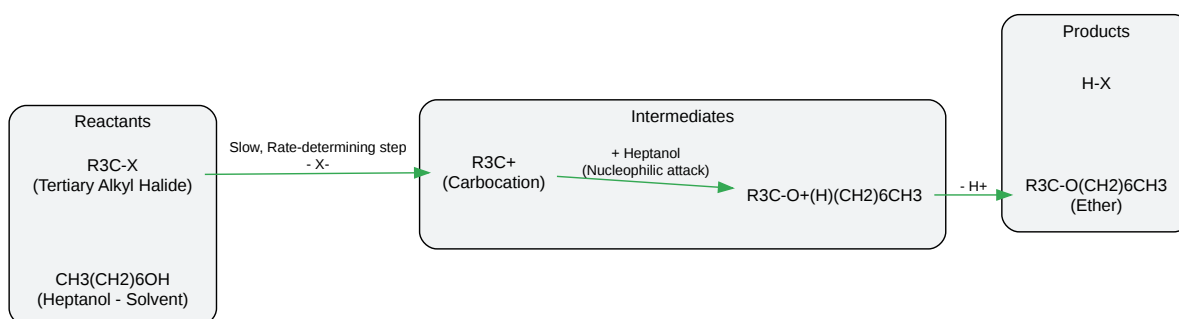 Reactants
R3C-X
(Tertiary Alkyl Halide)
CH3(CH2)6OH
(Heptanol - Solvent)
Slow, Rate-determining step
- X-
Intermediates
R3C+
(Carbocation)
+ Heptanol
(Nucleophilic attack)
R3C-O+(H)(CH2)6CH3
- H+
Products
H-X
R3C-O(CH2)6CH3
(Ether)